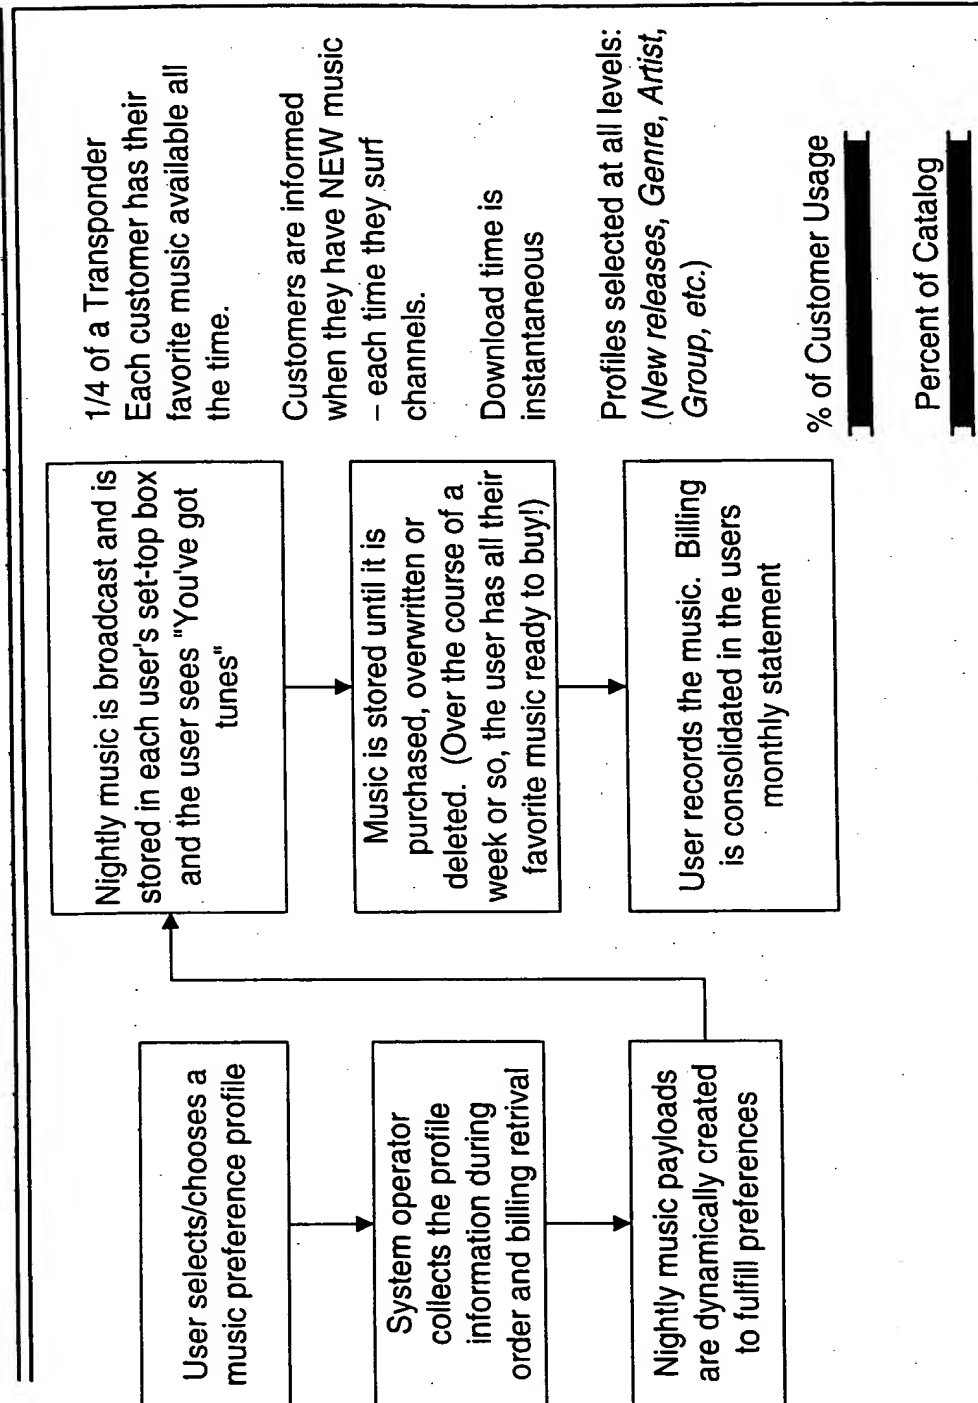 User selects/chooses a
music preference profile
System operator
collects the profile
information during
order and billing retrival
Nightly music payloads
are dynamically created
to fulfill preferences
Nightly music is broadcast and is
stored in each user's set-top box
and the user sees "You've got
tunes"
Music is stored until it is
purchased, overwritten or
deleted. (Over the course of a
week or so, the user has all their
favorite music ready to buy!)
User records the music. Billing
is consolidated in the users
monthly statement
1/4 of a Transponder
Each customer has their
favorite music available all
the time.
Customers are informed
when they have NEW music
– each time they surf
channels.
Download time is
instantaneous
Profiles selected at all levels:
(New releases, Genre, Artist,
Group, etc.)
% of Customer Usage
Percent of Catalog